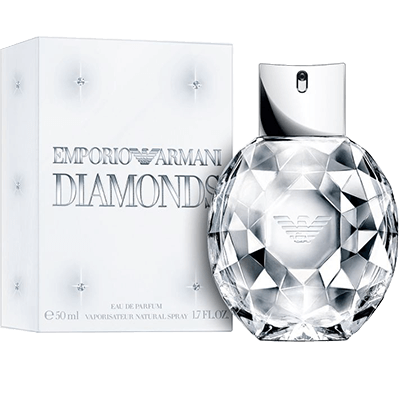 EMPORIO ARMANI
DIAMONDS
EAU DE PARFUM
℮ 50 ml VAPORISATEUR NATURAL SPRAY 1.7 FL.OZ